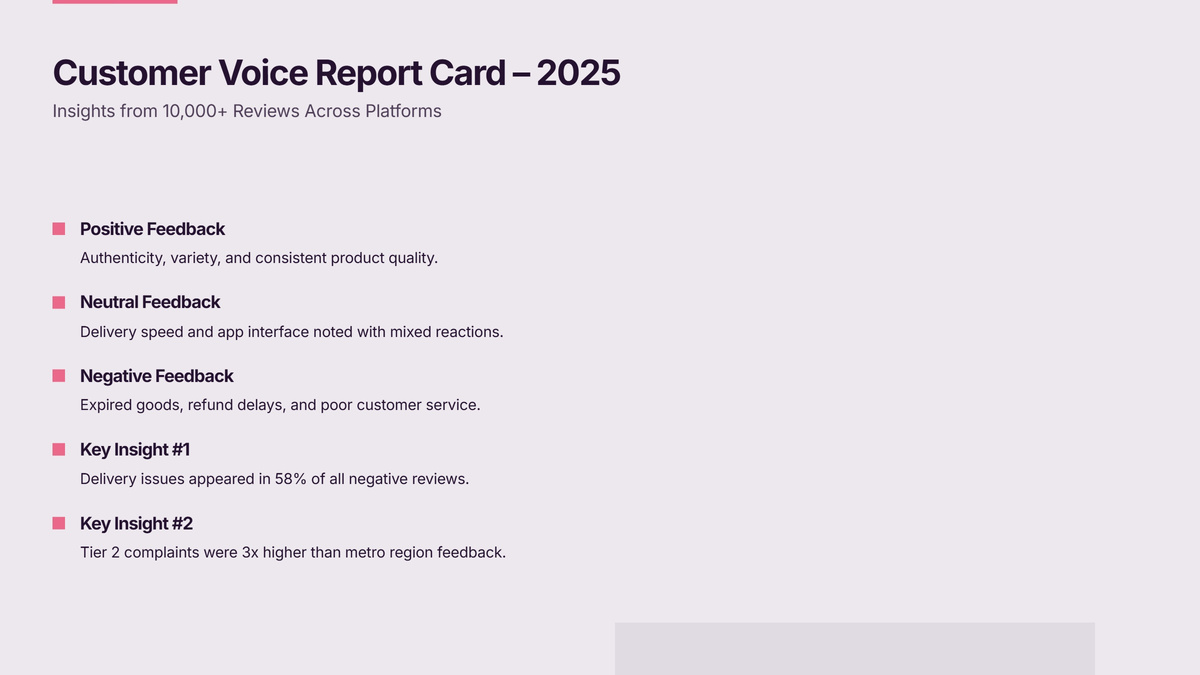 Customer Voice Report Card – 2025
Insights from 10,000+ Reviews Across Platforms
Positive Feedback
Authenticity, variety, and consistent product quality.
Neutral Feedback
Delivery speed and app interface noted with mixed reactions.
Negative Feedback
Expired goods, refund delays, and poor customer service.
Key Insight #1
Delivery issues appeared in 58% of all negative reviews.
Key Insight #2
Tier 2 complaints were 3x higher than metro region feedback.